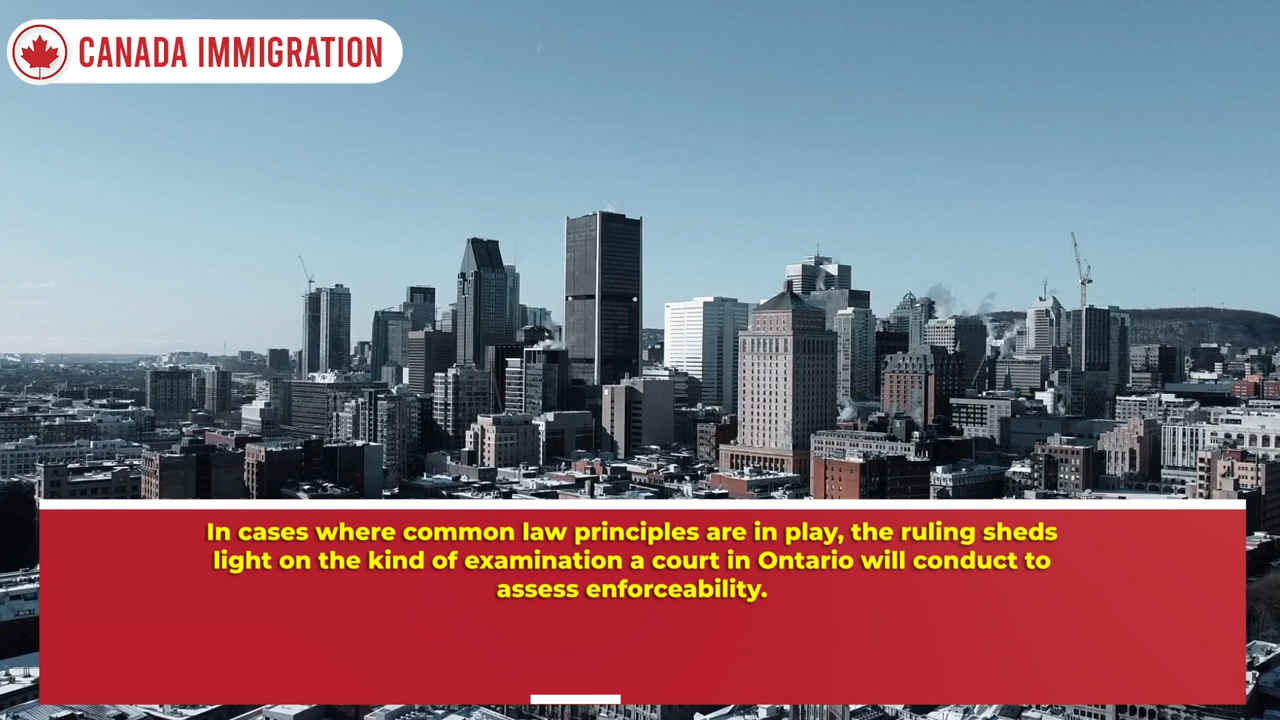 CANADA IMMIGRATION
In cases where common law principles are in play, the ruling sheds
light on the kind of examination a court in Ontario will conduct to
assess enforceability.